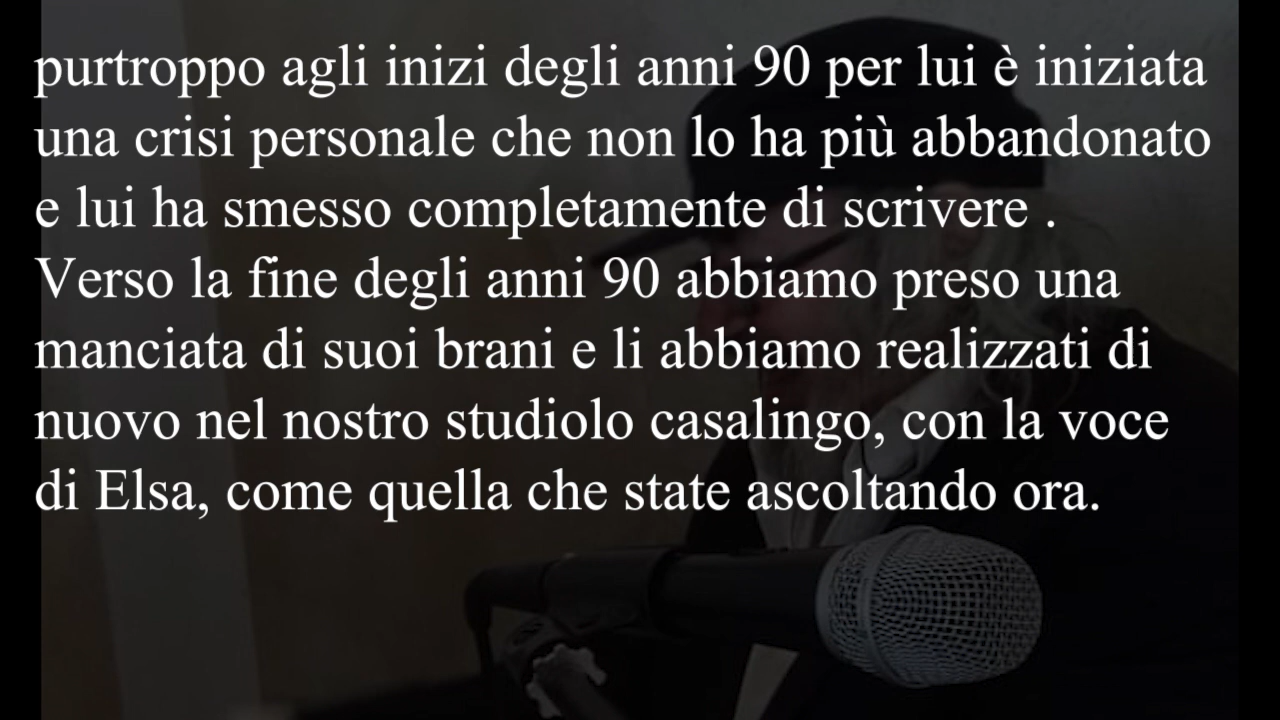 purtroppo agli inizi degli anni 90 per lui è iniziata
una crisi personale che non lo ha più abbandonato
e lui ha smesso completamente di scrivere .
Verso la fine degli anni 90 abbiamo preso una
manciata di suoi brani e li abbiamo realizzati di
nuovo nel nostro studiolo casalingo, con la voce
di Elsa, come quella che state ascoltando ora.